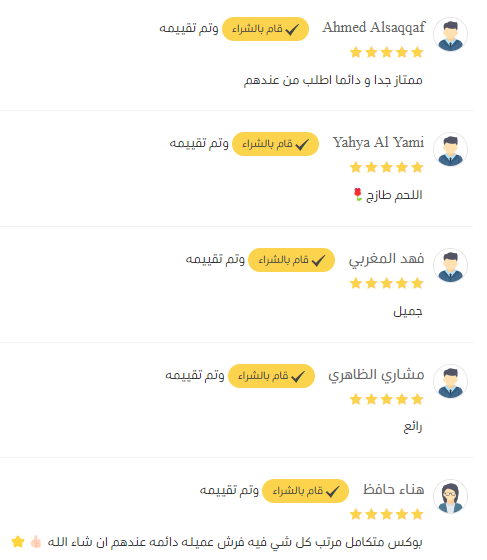 Ahmed Alsaqqaf قام بالشراء وتم تقييمه
ممتاز جدا و دائما اطلب من عندهم
Yahya Al Yami قام بالشراء وتم تقييمه
اللحم طازج🌷
فهد المغربي قام بالشراء وتم تقييمه
جميل
مشاري الظاهري قام بالشراء وتم تقييمه
رائع
هناء حافظ قام بالشراء وتم تقييمه
بوكس متكامل مرتب كل شي فيه فرش عميله دائمه عندهم ان شاء الله 👍🏻 ⭐